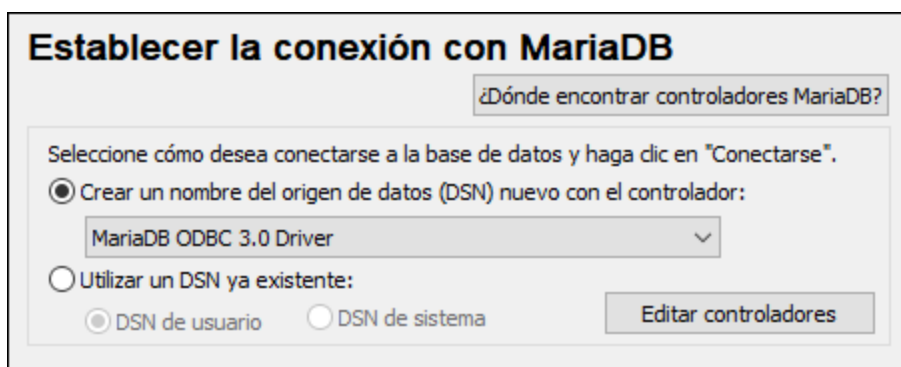 Establecer la conexión con MariaDB
¿Dónde encontrar controladores MariaDB?
Seleccione cómo desea conectarse a la base de datos y haga clic en "Conectarse".
Crear un nombre del origen de datos (DSN) nuevo con el controlador:
MariaDB ODBC 3.0 Driver
Utilizar un DSN ya existente:
DSN de usuario DSN de sistema Editar controladores